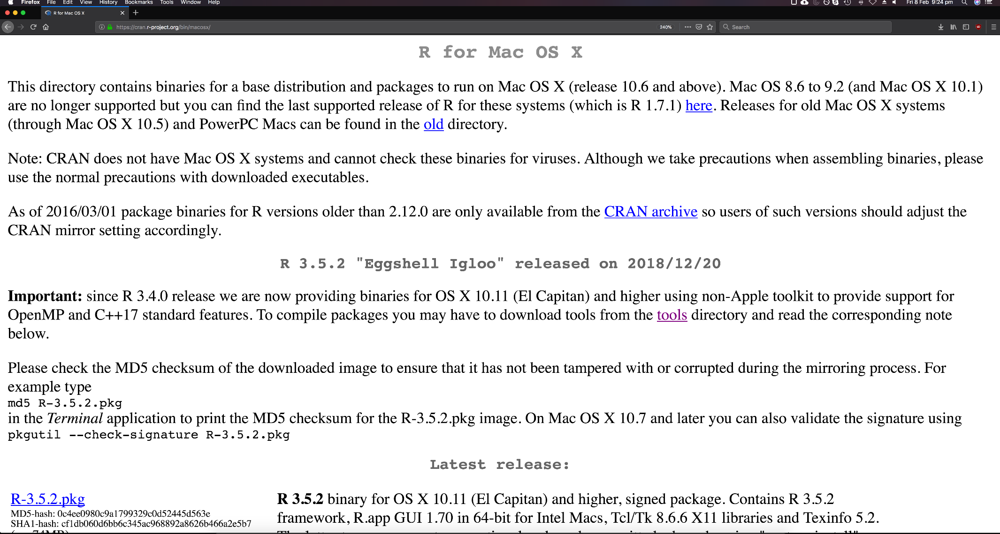 Firefox File Edit View History Bookmarks Tools Window Help Fri 8 Feb 9:24 pm
R for Mac OS X
https://cran.r-project.org/bin/macosx/ 240% Search
R for Mac OS X
This directory contains binaries for a base distribution and packages to run on Mac OS X (release 10.6 and above). Mac OS 8.6 to 9.2 (and Mac OS X 10.1)
are no longer supported but you can find the last supported release of R for these systems (which is R 1.7.1) here. Releases for old Mac OS X systems
(through Mac OS X 10.5) and PowerPC Macs can be found in the old directory.
Note: CRAN does not have Mac OS X systems and cannot check these binaries for viruses. Although we take precautions when assembling binaries, please
use the normal precautions with downloaded executables.
As of 2016/03/01 package binaries for R versions older than 2.12.0 are only available from the CRAN archive so users of such versions should adjust the
CRAN mirror setting accordingly.
R 3.5.2 "Eggshell Igloo" released on 2018/12/20
Important: since R 3.4.0 release we are now providing binaries for OS X 10.11 (El Capitan) and higher using non-Apple toolkit to provide support for
OpenMP and C++17 standard features. To compile packages you may have to download tools from the tools directory and read the corresponding note
below.
Please check the MD5 checksum of the downloaded image to ensure that it has not been tampered with or corrupted during the mirroring process. For
example type
md5 R-3.5.2.pkg
in the Terminal application to print the MD5 checksum for the R-3.5.2.pkg image. On Mac OS X 10.7 and later you can also validate the signature using
pkgutil --check-signature R-3.5.2.pkg
Latest release:
R-3.5.2.pkg
MD5-hash: 0c4ee0980c9a1799329c0d52445d563e
SHA1-hash: cf1db060d6bb6c345ac968892a8626b466a2e5b7
R 3.5.2 binary for OS X 10.11 (El Capitan) and higher, signed package. Contains R 3.5.2
framework, R.app GUI 1.70 in 64-bit for Intel Macs, Tcl/Tk 8.6.6 X11 libraries and Texinfo 5.2.